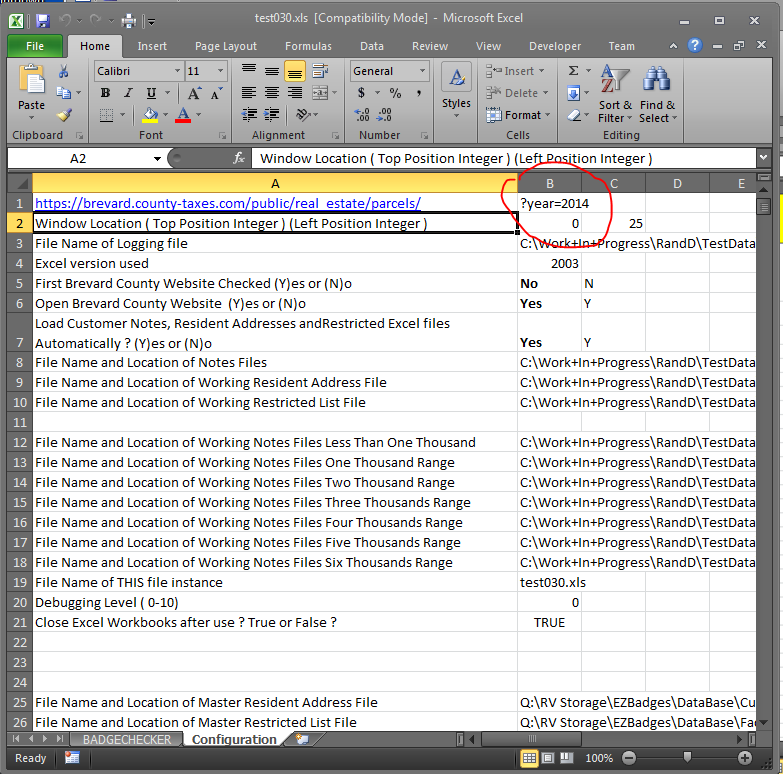 test030.xls [Compatibility Mode] - Microsoft Excel
File Home Insert Page Layout Formulas Data Review View Developer Team
Paste
Clipboard
Calibri 11
B I U A A
A
Font
Alignment
General
$ % ,
Number
Styles
Insert
Delete
Format
Cells
Σ
Sort & Filter
Find & Select
Editing
A2 fx Window Location ( Top Position Integer ) (Left Position Integer )
A B C D E
1 https://brevard.county-taxes.com/public/real_estate/parcels/ ?year=2014
2 Window Location ( Top Position Integer ) (Left Position Integer ) 0 25
3 File Name of Logging file C:\Work+In+Progress\RandD\TestData
4 Excel version used 2003
5 First Brevard County Website Checked (Y)es or (N)o No N
6 Open Brevard County Website (Y)es or (N)o Yes Y
Load Customer Notes, Resident Addresses andRestricted Excel files
7 Automatically ? (Y)es or (N)o Yes Y
8 File Name and Location of Notes Files C:\Work+In+Progress\RandD\TestData
9 File Name and Location of Working Resident Address File C:\Work+In+Progress\RandD\TestData
10 File Name and Location of Working Restricted List File C:\Work+In+Progress\RandD\TestData
11
12 File Name and Location of Working Notes Files Less Than One Thousand C:\Work+In+Progress\RandD\TestData
13 File Name and Location of Working Notes Files One Thousand Range C:\Work+In+Progress\RandD\TestData
14 File Name and Location of Working Notes Files Two Thousand Range C:\Work+In+Progress\RandD\TestData
15 File Name and Location of Working Notes Files Three Thousands Range C:\Work+In+Progress\RandD\TestData
16 File Name and Location of Working Notes Files Four Thousands Range C:\Work+In+Progress\RandD\TestData
17 File Name and Location of Working Notes Files Five Thousands Range C:\Work+In+Progress\RandD\TestData
18 File Name and Location of Working Notes Files Six Thousands Range C:\Work+In+Progress\RandD\TestData
19 File Name of THIS file instance test030.xls
20 Debugging Level ( 0-10) 0
21 Close Excel Workbooks after use ? True or False ? TRUE
22
23
24
25 File Name and Location of Master Resident Address File Q:\RV Storage\EZBadges\DataBase\Cu
26 File Name and Location of Master Restricted List File Q:\RV Storage\EZBadges\DataBase\Fac
BADGECHECKER Configuration
Ready 100%